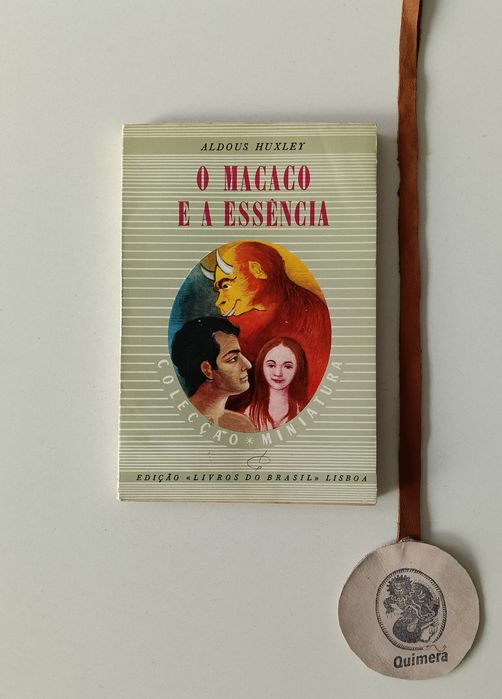 ALDOUS HUXLEY
O MACACO
E A ESSÊNCIA
COLECÇÃO * MINIATURA
EDIÇÃO «LIVROS DO BRASIL» LISBOA
Quimera